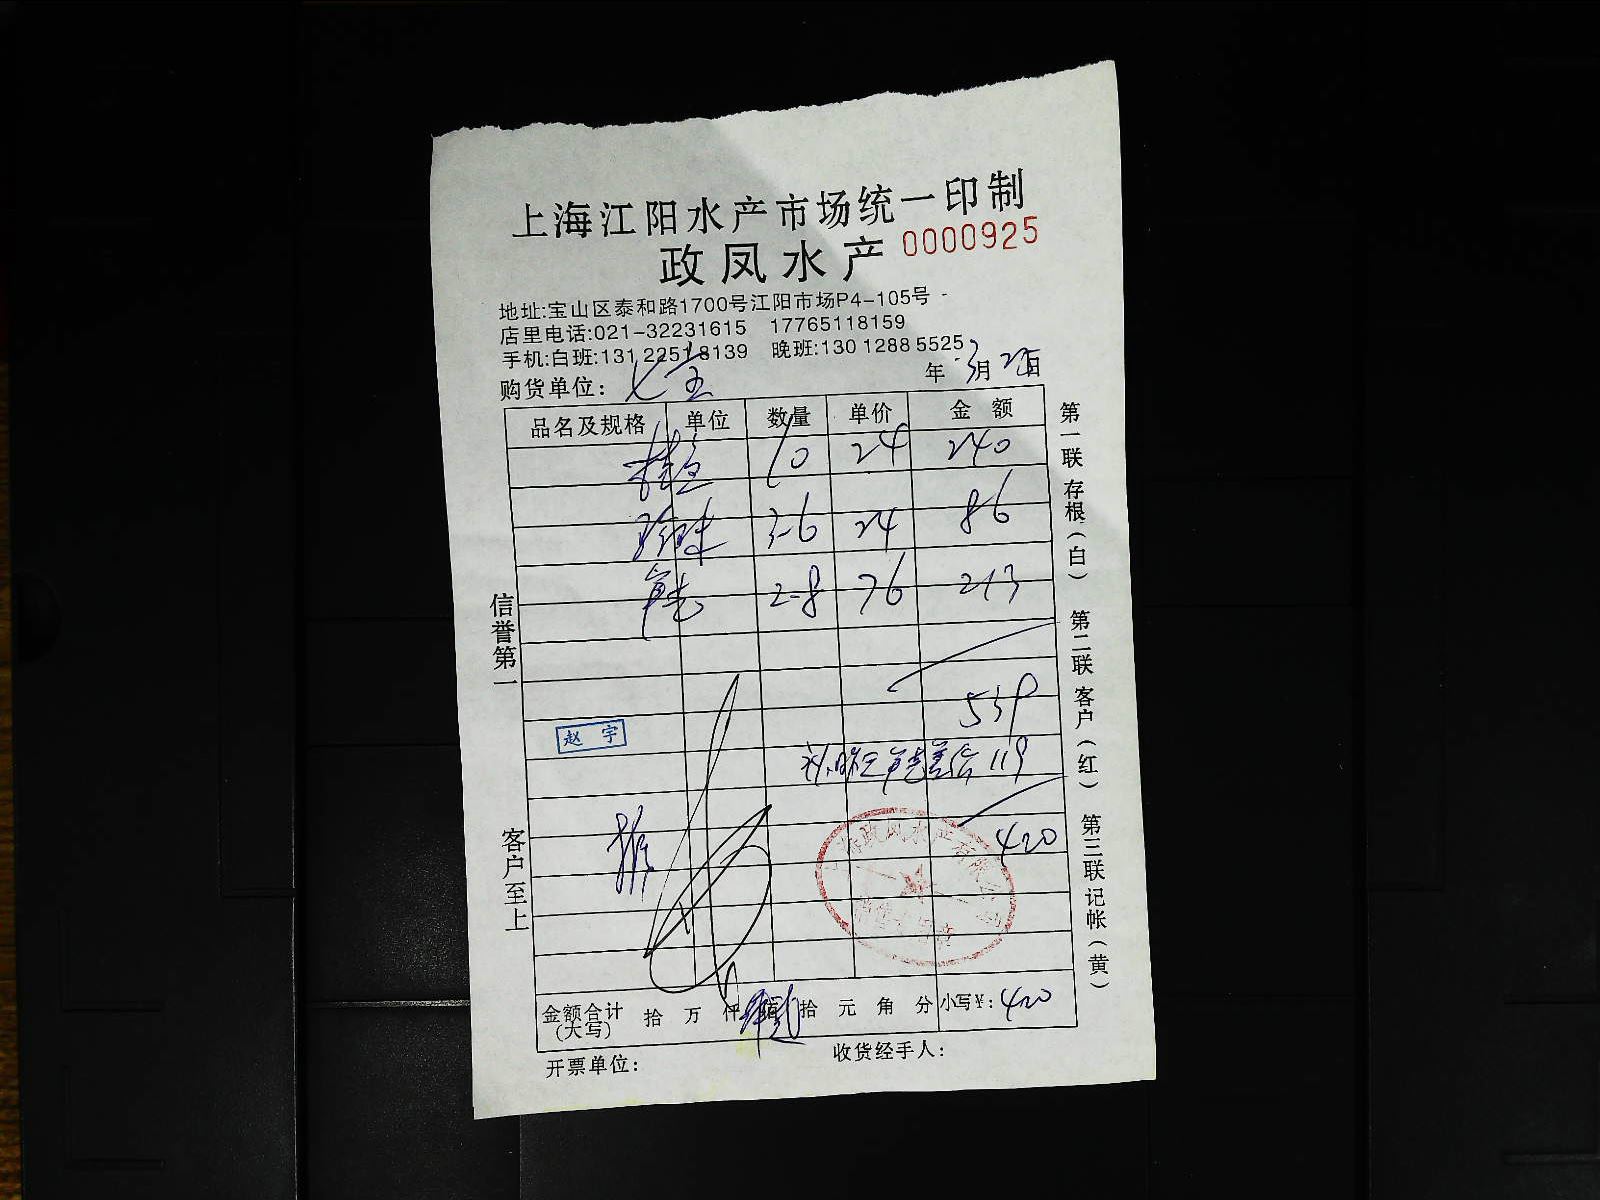 上海江阳水产市场统一印制
政凤水产 0000925
地址:宝山区泰和路1700号江阳市场P4-105号
店里电话:021-32231615 17765118159
手机:白班:131 2251 8139 晚班:130 1288 5525
购货单位: 年 3月 日
品名及规格 单位 数量 单价 金额
10 24 240
珍珠 3-6 24 86
2-8 76 213
539
119
420
赵宇
信誉第一
客户至上
第一联存根(白)
第二联客户(红)
第三联记帐(黄)
金额合计(大写) 拾 万 仟 佰 拾 元 角 分 小写¥: 420
开票单位: 收货经手人: